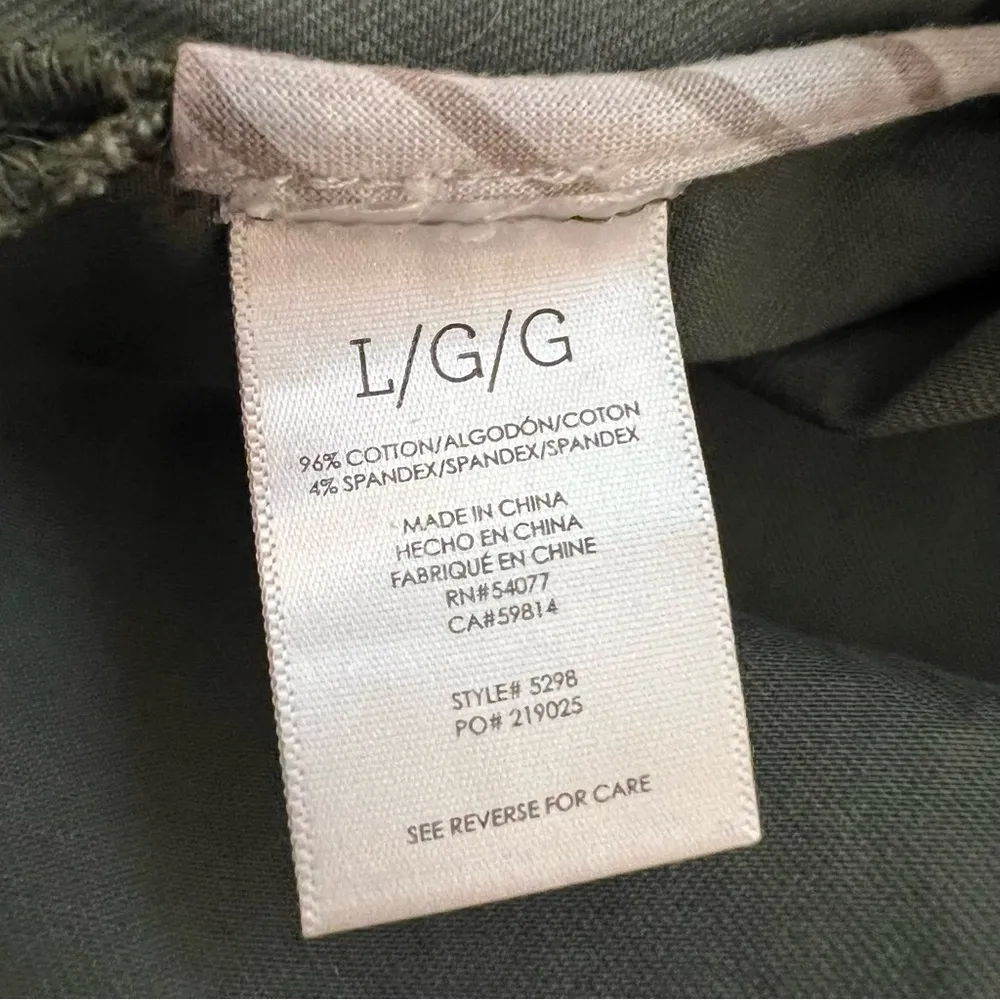 L/G/G
96% COTTON/ALGODÓN/COTON
4% SPANDEX/SPANDEX/SPANDEX
MADE IN CHINA
HECHO EN CHINA
FABRIQUÉ EN CHINE
RN#54077
CA#59814
STYLE# 5298
PO# 219025
SEE REVERSE FOR CARE